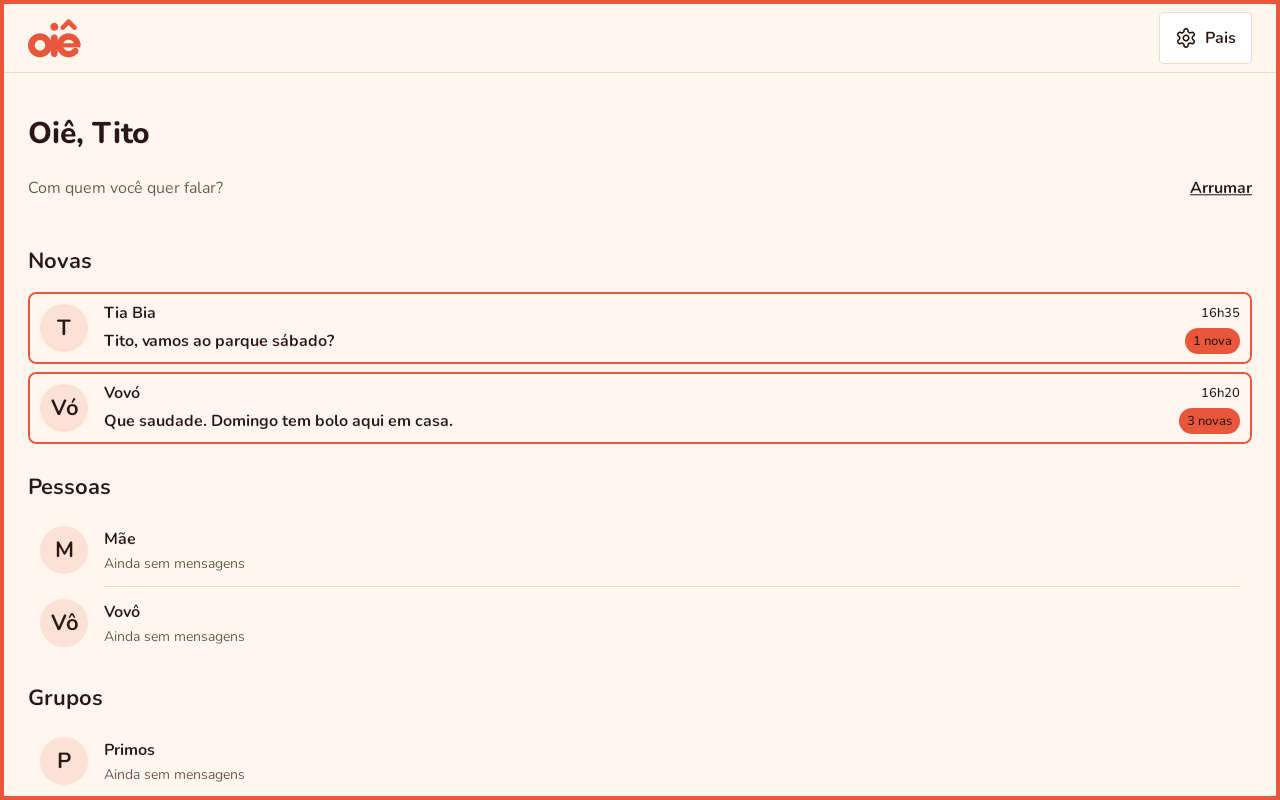 oiê
Pais
Oiê, Tito
Com quem você quer falar?
Arrumar
Novas
T
Tia Bia
16h35
Tito, vamos ao parque sábado?
1 nova
Vó
Vovó
16h20
Que saudade. Domingo tem bolo aqui em casa.
3 novas
Pessoas
M
Mãe
Ainda sem mensagens
Vô
Vovô
Ainda sem mensagens
Grupos
P
Primos
Ainda sem mensagens